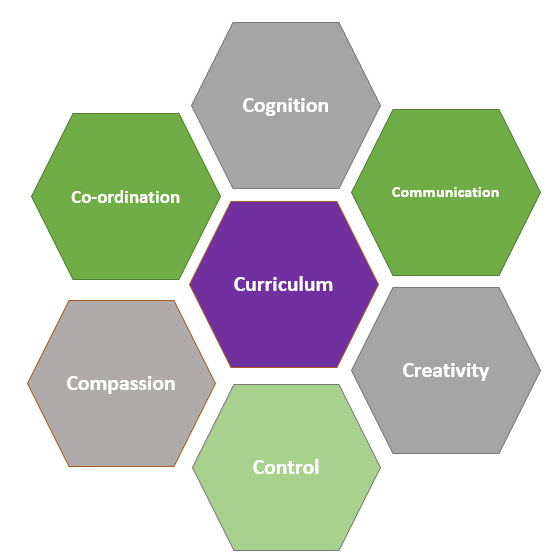 Cognition
Co-ordination
Communication
Curriculum
Compassion
Creativity
Control